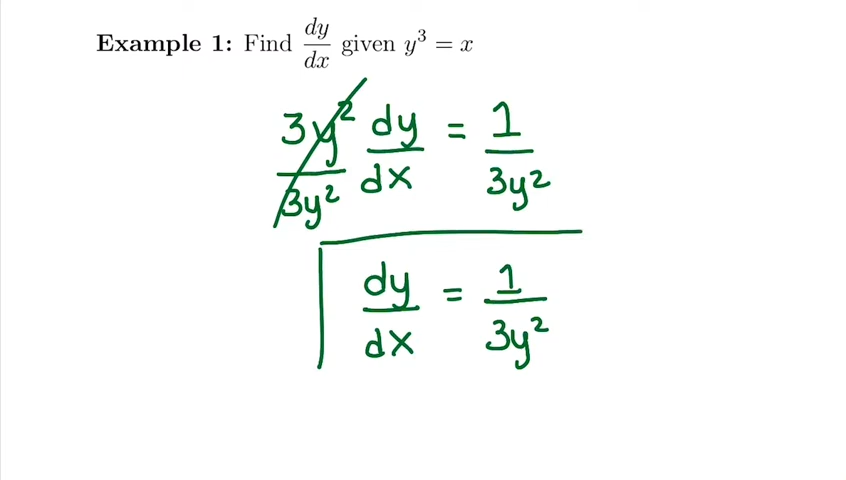 Example 1: Find dy/dx given y³ = x
3y²/3y² dy/dx = 1/3y²
dy/dx = 1/3y²